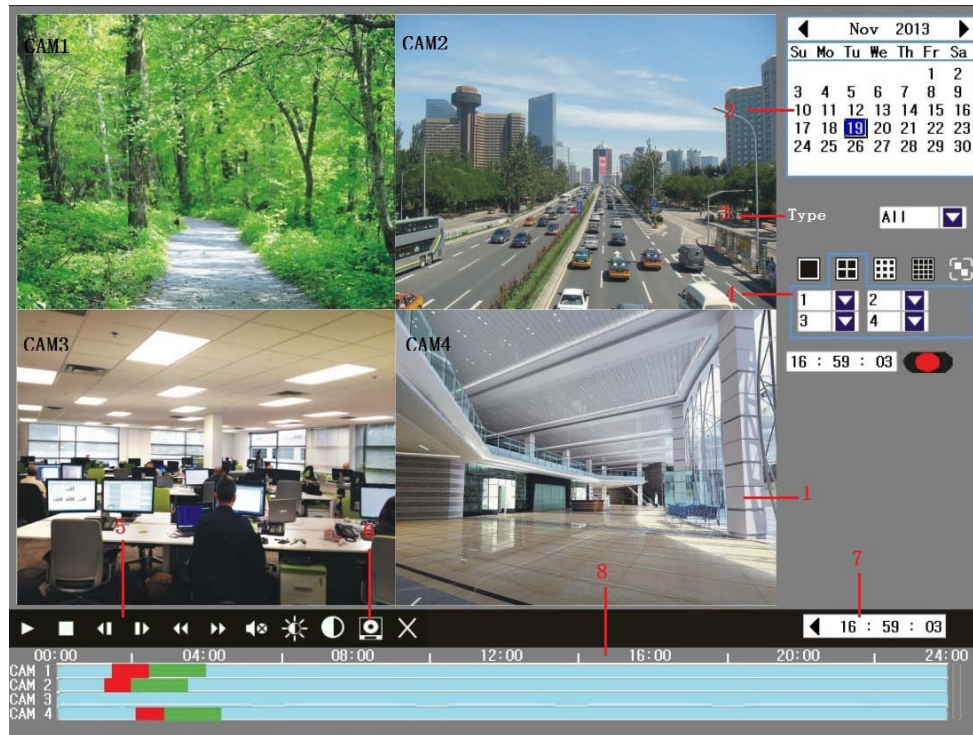 CAM1
CAM2
CAM3
CAM4
Nov 2013
Su Mo Tu We Th Fr Sa
1 2
3 4 5 6 7 8 9
10 11 12 13 14 15 16
17 18 19 20 21 22 23
24 25 26 27 28 29 30
2
3
Type All
4
1 2
3 4
16 : 59 : 03
1
5
6
7
8
16 : 59 : 03
00:00 04:00 08:00 12:00 16:00 20:00 24:00
CAM 1
CAM 2
CAM 3
CAM 4